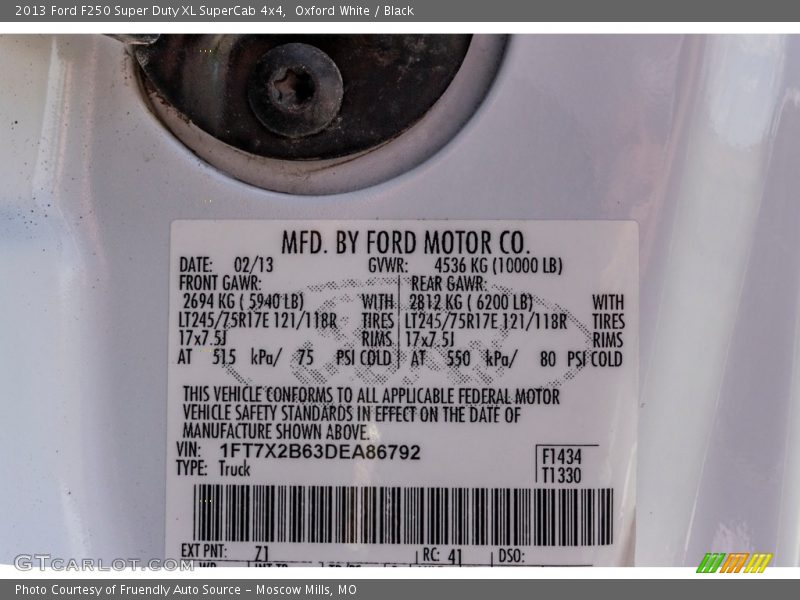 2013 Ford F250 Super Duty XL SuperCab 4x4, Oxford White / Black
MFD. BY FORD MOTOR CO.
DATE: 02/13 GVWR: 4536 KG (10000 LB)
FRONT GAWR: REAR GAWR:
2694 KG ( 5940 LB) WITH 2812 KG ( 6200 LB) WITH
LT245/75R17E 121/118R TIRES LT245/75R17E 121/118R TIRES
17x7.5J RIMS 17x7.5J RIMS
AT 515 kPa/ 75 PSI COLD AT 550 kPa/ 80 PSI COLD
THIS VEHICLE CONFORMS TO ALL APPLICABLE FEDERAL MOTOR
VEHICLE SAFETY STANDARDS IN EFFECT ON THE DATE OF
MANUFACTURE SHOWN ABOVE.
VIN: 1FT7X2B63DEA86792
F1434
TYPE: Truck
T1330
EXT PNT: Z1 RC: 41 DSO:
GTCarLot.com
Photo Courtesy of Fruendly Auto Source - Moscow Mills, MO